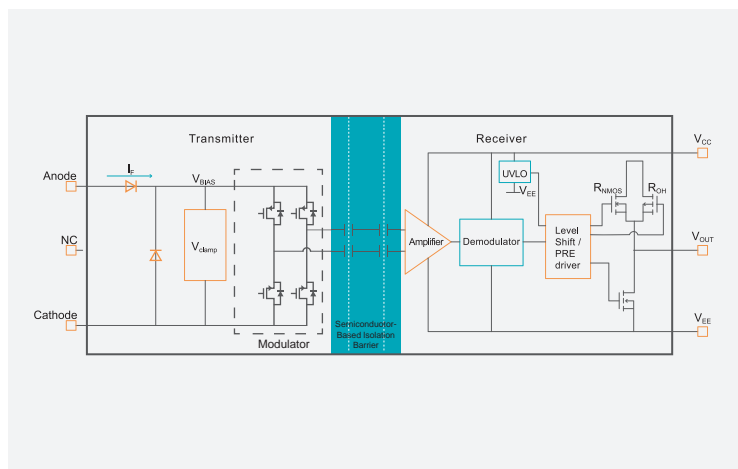 Transmitter
Receiver
VCC
IF
Anode
VBIAS
UVLO
VEE
RNMOS
ROH
NC
Vclamp
Amplifier
Demodulator
Level
Shift /
PRE
driver
VOUT
Cathode
Modulator
Semiconductor-
Based Isolation
Barrier
VEE